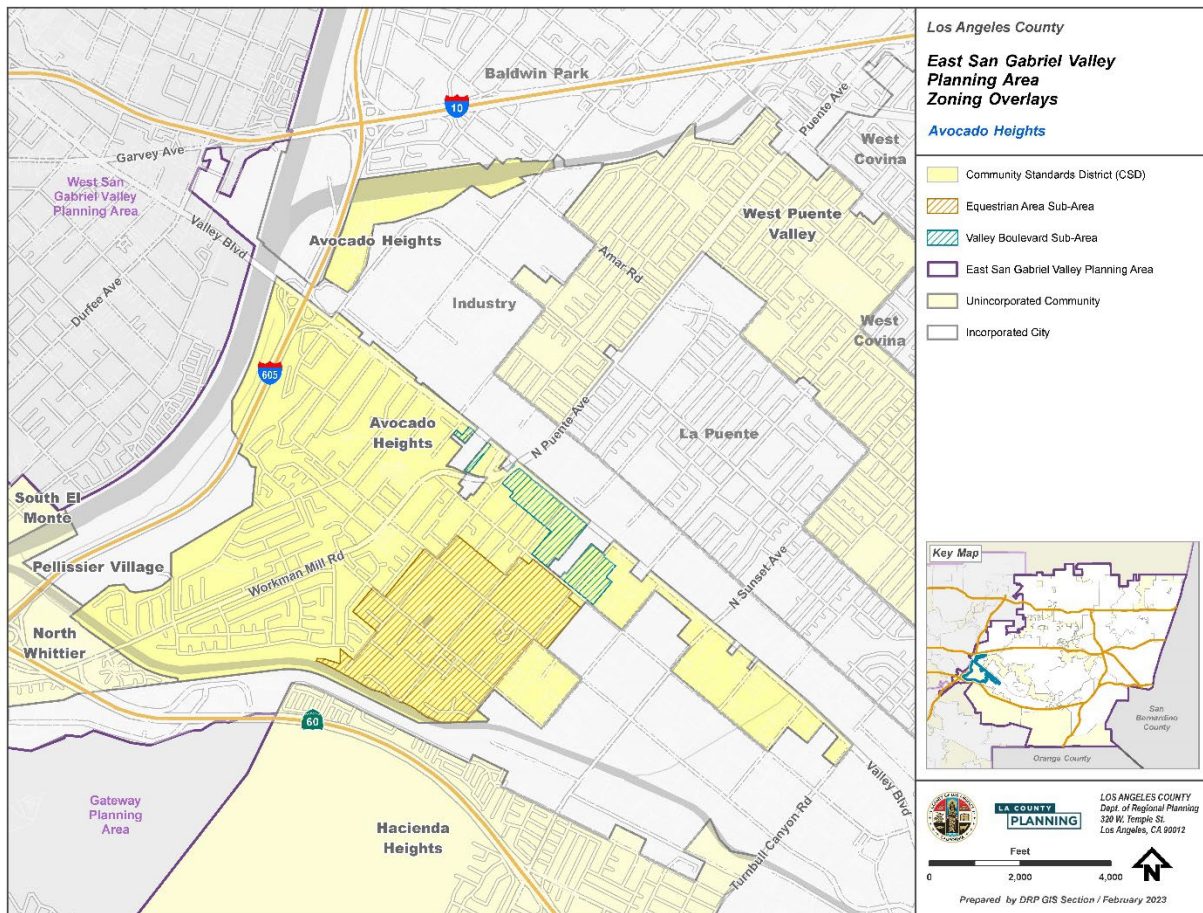 Los Angeles County
East San Gabriel Valley
Planning Area
Zoning Overlays
Avocado Heights
Community Standards District (CSD)
Equestrian Area Sub-Area
Valley Boulevard Sub-Area
East San Gabriel Valley Planning Area
Unincorporated Community
Incorporated City
Baldwin Park
10
Puente Ave
Garvey Ave
West
Covina
West San
Gabriel Valley
Planning Area
West Puente
Valley
Valley Blvd
Avocado Heights
Amar Rd
Durfee Ave
Industry
West
Covina
605
Avocado
Heights
N Puente Ave
La Puente
South El
Monte
Pellissier Village
Workman Mill Rd
N Sunset Ave
North
Whittier
60
Valley Blvd
Gateway
Planning
Area
Hacienda
Heights
Turnbull Canyon Rd
Key Map
San
Bernardino
County
Orange County
LA COUNTY
PLANNING
LOS ANGELES COUNTY
Dept. of Regional Planning
320 W. Temple St.
Los Angeles, CA 90012
Feet
0 2,000 4,000
N
Prepared by DRP GIS Section / February 2023